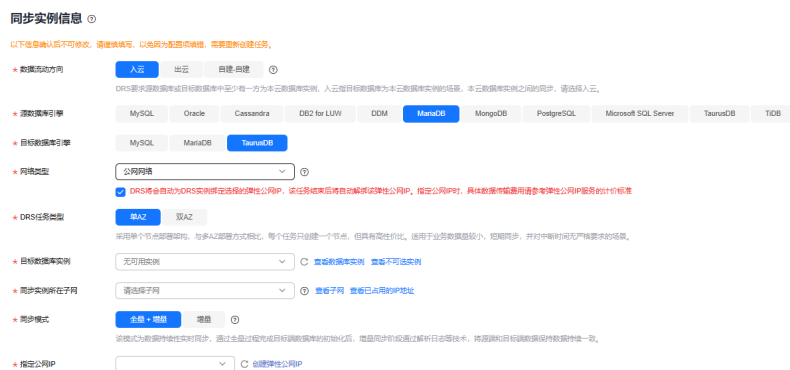 同步实例信息
以下信息确认后不可修改，请谨慎填写，以免因为配置项填错，需要重新创建任务。
* 数据流动方向 入云 出云 自建-自建
DRS要求源数据库或目标数据库中至少有一方为本云数据库实例，入云指目标数据库为本云数据库实例的场景，本云数据库实例之间的同步，请选择入云。
* 源数据库引擎 MySQL Oracle Cassandra DB2 for LUW DDM MariaDB MongoDB PostgreSQL Microsoft SQL Server TaurusDB TiDB
* 目标数据库引擎 MySQL MariaDB TaurusDB
* 网络类型 公网网络
DRS将会自动为DRS实例绑定选择的弹性公网IP，该任务结束后将自动解绑该弹性公网IP。指定公网IP时，具体数据传输费用请参考弹性公网IP服务的计价标准
* DRS任务类型 单AZ 双AZ
采用单个节点部署架构，与多AZ部署方式相比，每个任务只创建一个节点，但具有高性价比。适用于业务数据量较小，短期同步，并对中断时间无严格要求的场景。
* 目标数据库实例 无可用实例 查看数据库实例 查看不可选实例
* 同步实例所在子网 请选择子网 查看子网 查看已占用的IP地址
* 同步模式 全量+增量 增量
该模式为数据持续性实时同步，通过全量过程完成目标端数据库的初始化后，增量同步阶段通过解析日志等技术，将源端和目标端数据保持数据持续一致。
* 指定公网IP 创建弹性公网IP